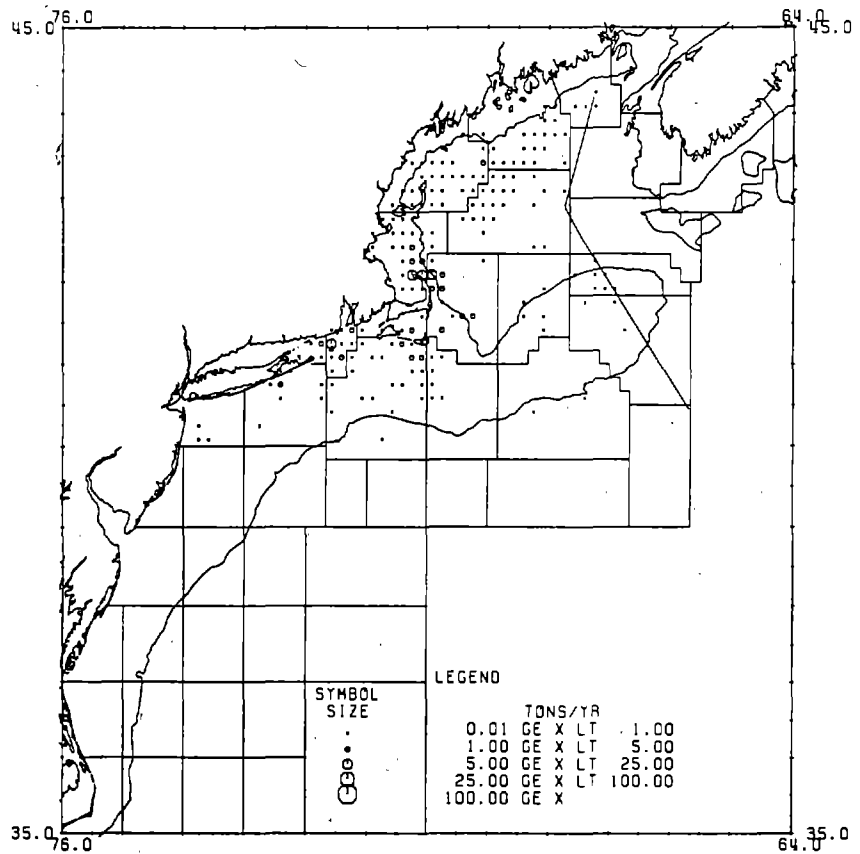 76.0 64.0
45.0 45.0
LEGEND
SYMBOL
SIZE
TONS/YR
0.01 GE X LT 1.00
1.00 GE X LT 5.00
5.00 GE X LT 25.00
25.00 GE X LT 100.00
100.00 GE X
35.0 35.0
76.0 64.0